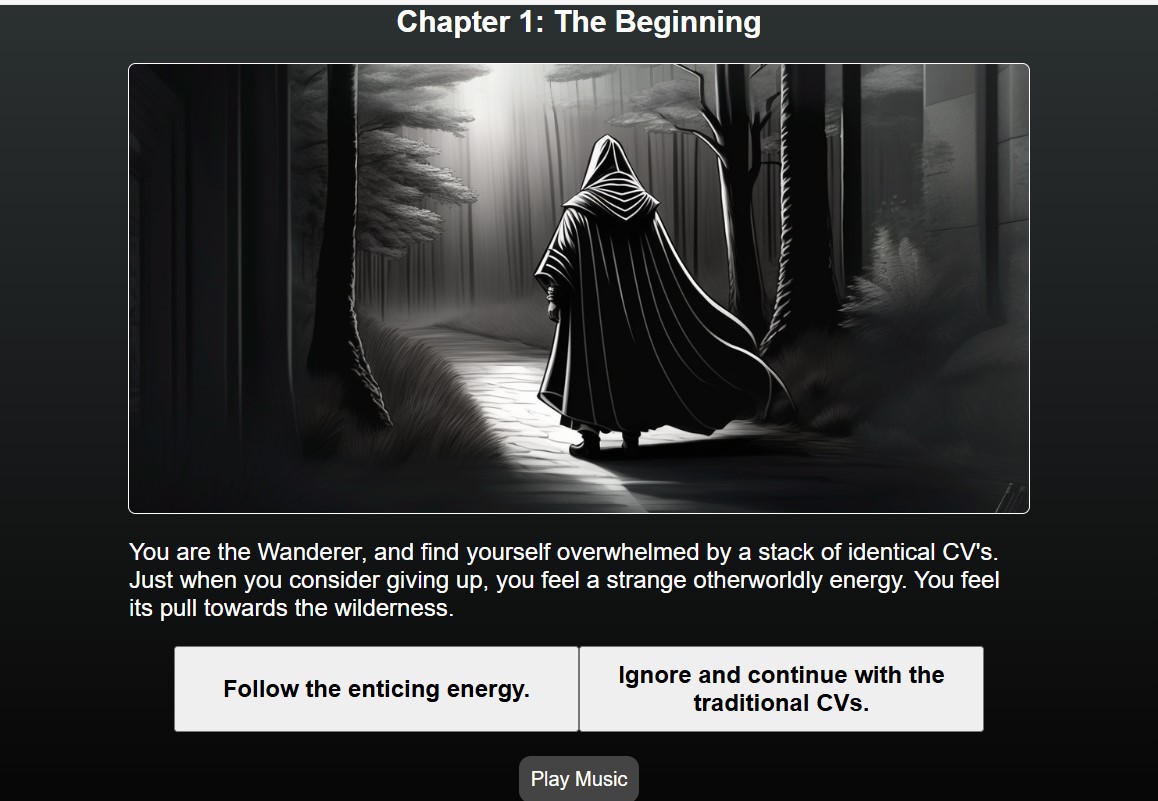 Chapter 1: The Beginning
You are the Wanderer, and find yourself overwhelmed by a stack of identical CV's.
Just when you consider giving up, you feel a strange otherworldly energy. You feel
its pull towards the wilderness.
Follow the enticing energy.
Ignore and continue with the
traditional CVs.
Play Music